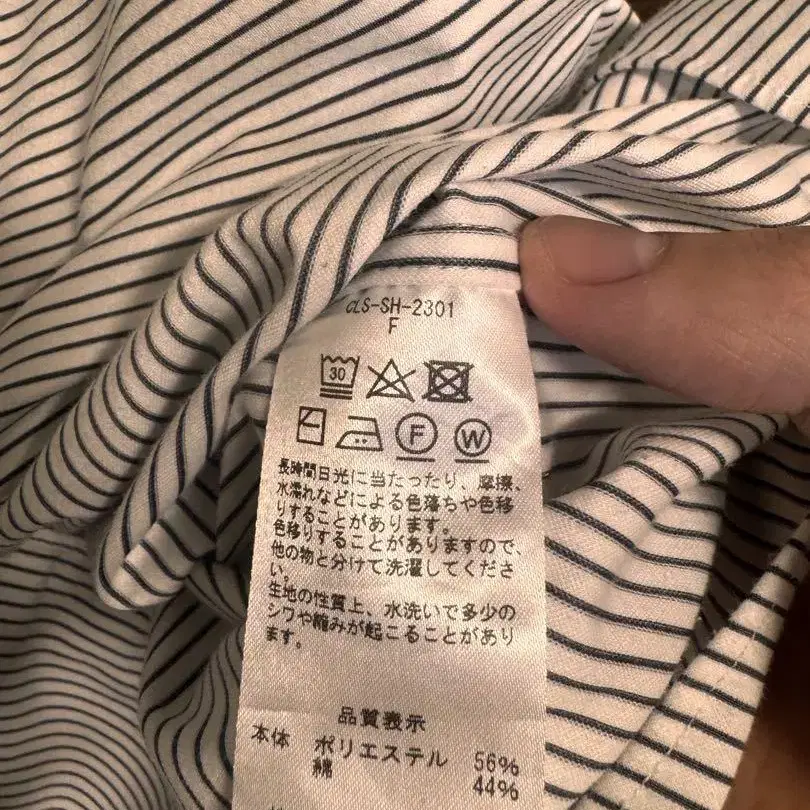 CLS-SH-2301
F
30
F W
長時間日光に当たったり、摩擦、
水濡れなどによる色落ちや色移
りすることがあります。
色移りすることがありますので、
他の物と分けて洗濯してくださ
い。
生地の性質上、水洗いで多少の
シワや縮みが起こることがあり
ます。
品質表示
本体 ポリエステル 56%
綿 44%